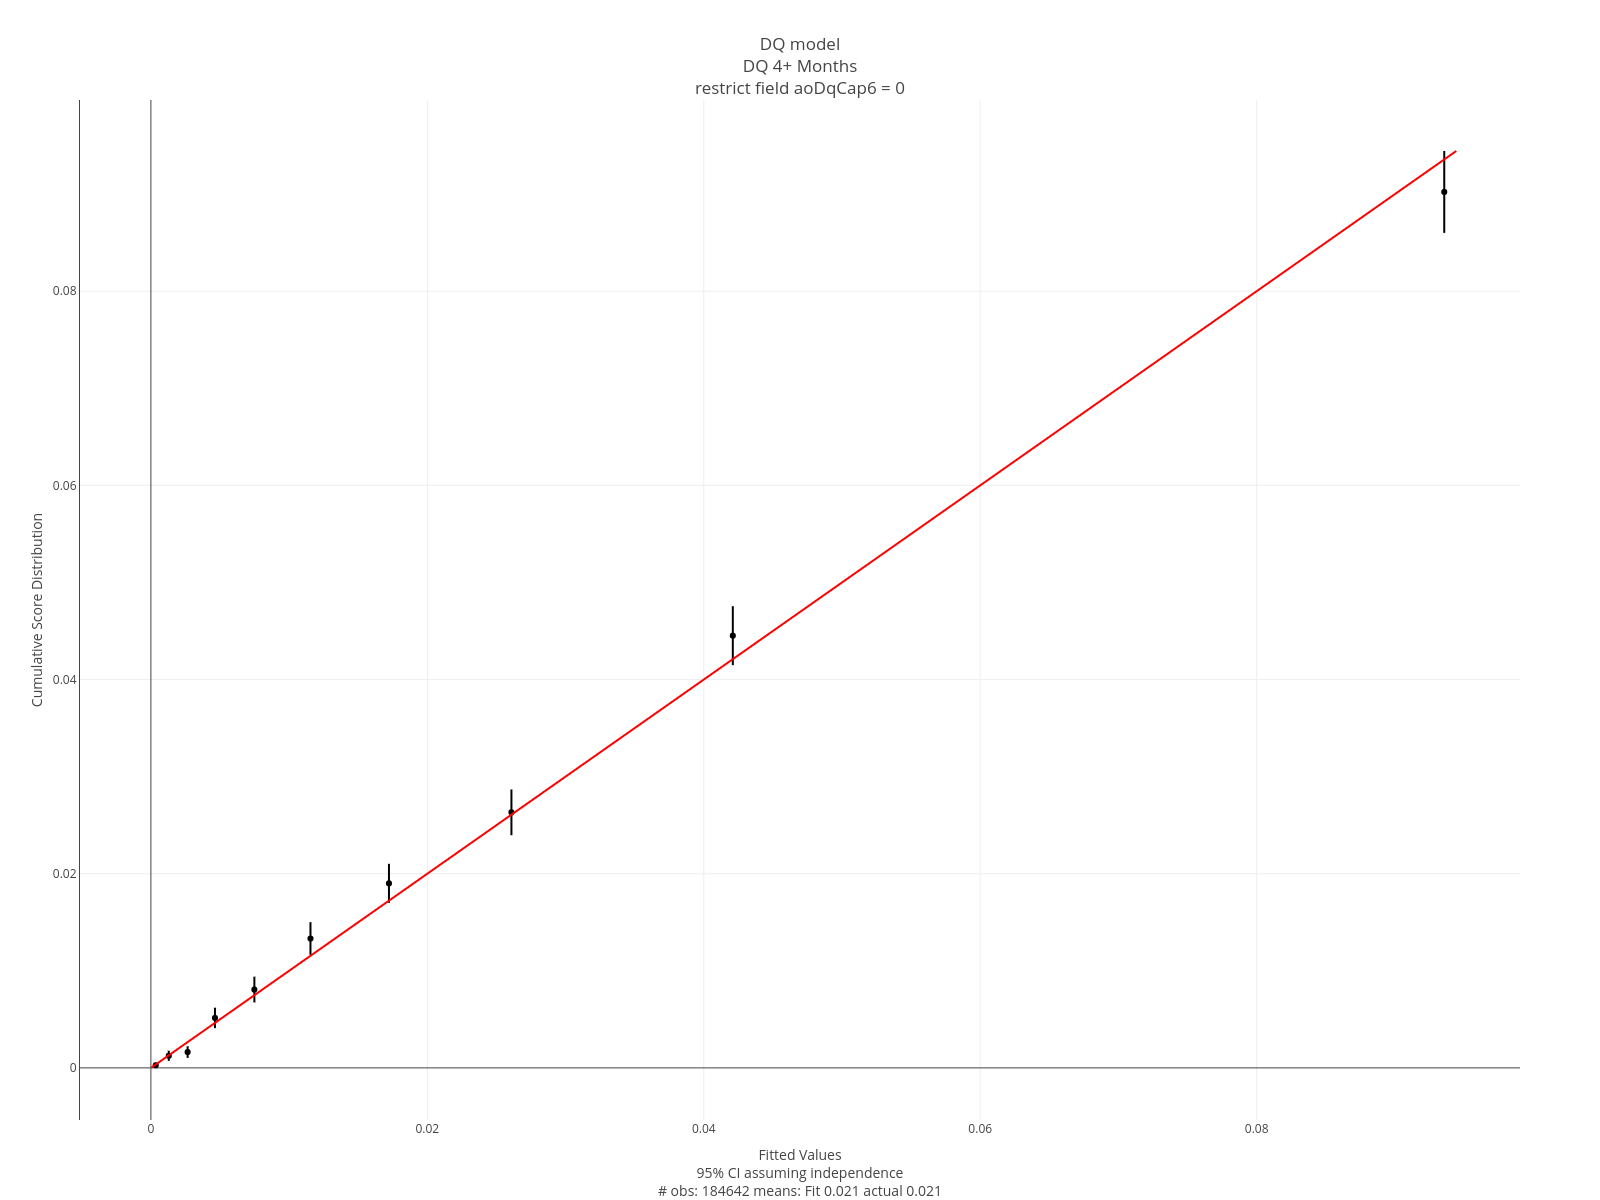 DQ model
DQ 4+ Months
restrict field aoDqCap6 = 0
Cumulative Score Distribution
0.08
0.06
0.04
0.02
0
0
0.02
0.04
0.06
0.08
Fitted Values
95% CI assuming independence
# obs: 184642 means: Fit 0.021 actual 0.021